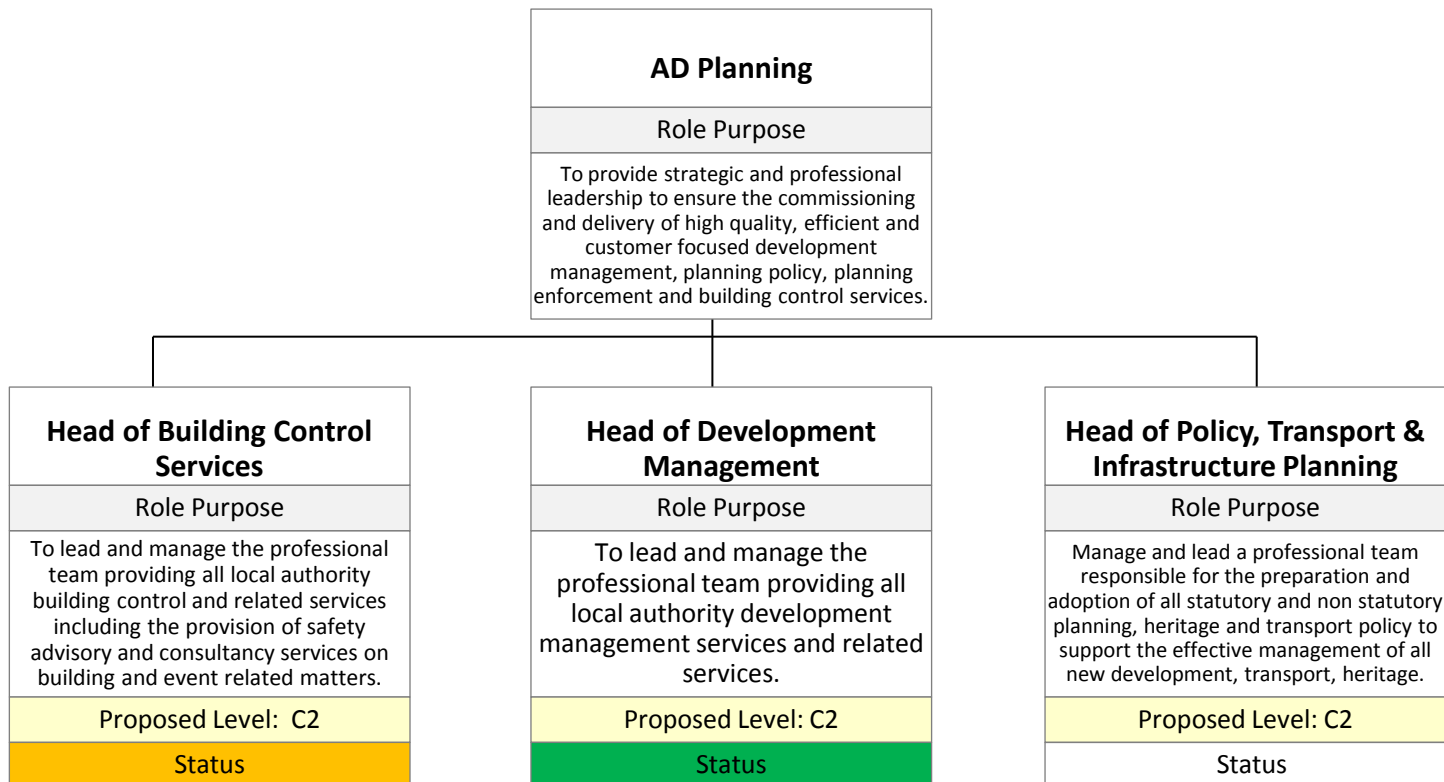 AD Planning
Role Purpose
To provide strategic and professional
leadership to ensure the commissioning
and delivery of high quality, efficient and
customer focused development
management, planning policy, planning
enforcement and building control services.
Head of Building Control
Services
Role Purpose
To lead and manage the professional
team providing all local authority
building control and related services
including the provision of safety
advisory and consultancy services on
building and event related matters.
Proposed Level: C2
Status
Head of Development
Management
Role Purpose
To lead and manage the
professional team providing all
local authority development
management services and related
services.
Proposed Level: C2
Status
Head of Policy, Transport &
Infrastructure Planning
Role Purpose
Manage and lead a professional team
responsible for the preparation and
adoption of all statutory and non statutory
planning, heritage and transport policy to
support the effective management of all
new development, transport, heritage.
Proposed Level: C2
Status